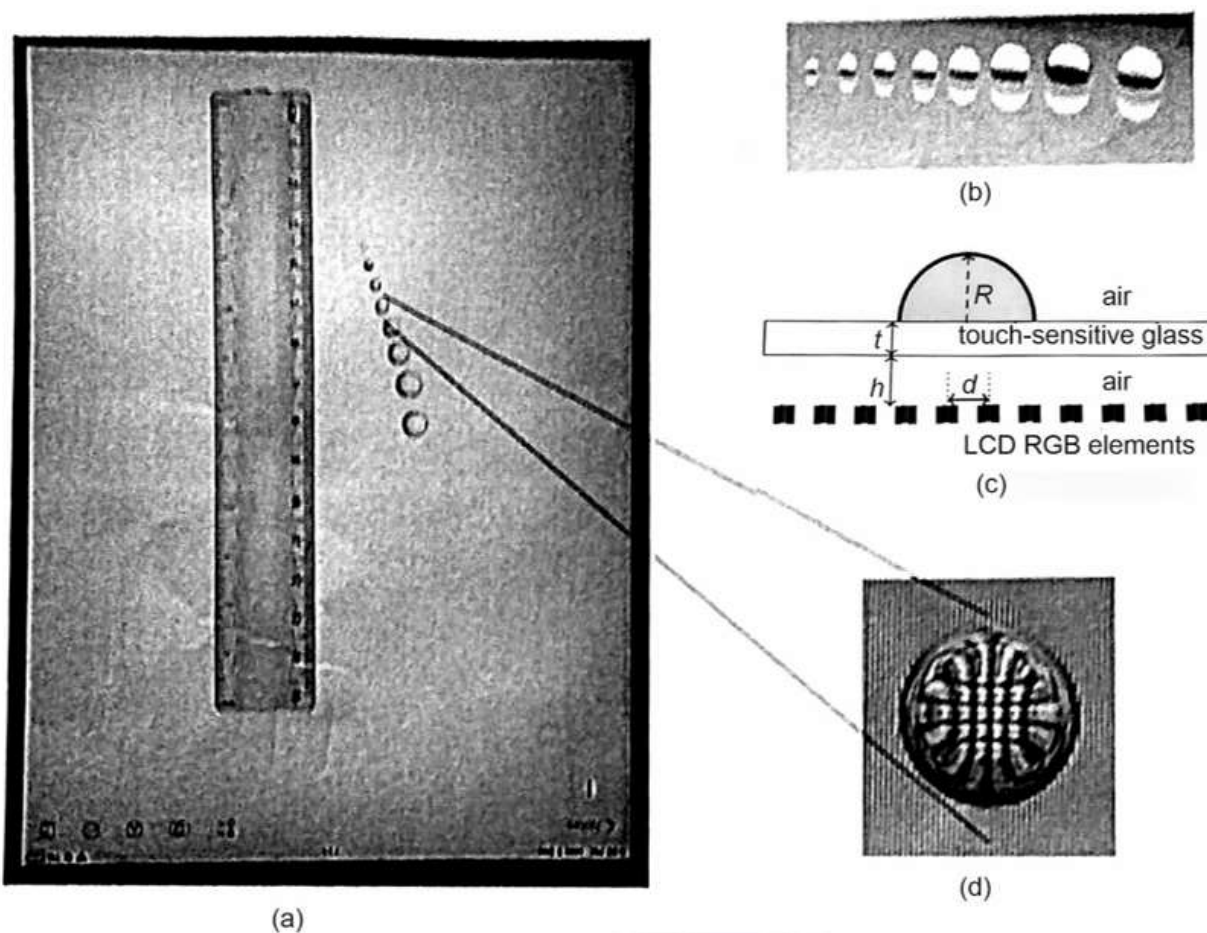 (a)
(b)
R
air
t
touch-sensitive glass
h
d
air
LCD RGB elements
(c)
(d)